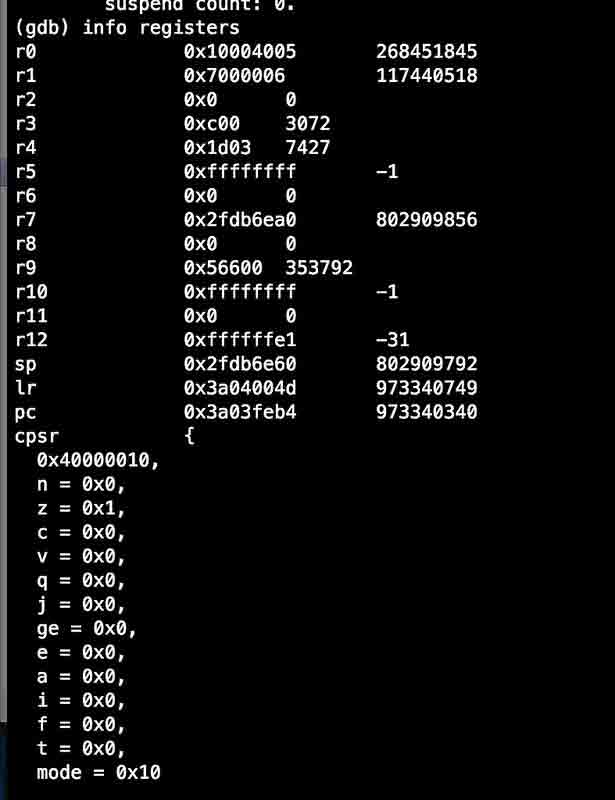 suspend count: 0.
(gdb) info registers
r0 0x10004005 268451845
r1 0x7000006 117440518
r2 0x0 0
r3 0xc00 3072
r4 0x1d03 7427
r5 0xffffffff -1
r6 0x0 0
r7 0x2fdb6ea0 802909856
r8 0x0 0
r9 0x56600 353792
r10 0xffffffff -1
r11 0x0 0
r12 0xffffffe1 -31
sp 0x2fdb6e60 802909792
lr 0x3a04004d 973340749
pc 0x3a03feb4 973340340
cpsr {
0x40000010,
n = 0x0,
z = 0x1,
c = 0x0,
v = 0x0,
q = 0x0,
j = 0x0,
ge = 0x0,
e = 0x0,
a = 0x0,
i = 0x0,
f = 0x0,
t = 0x0,
mode = 0x10